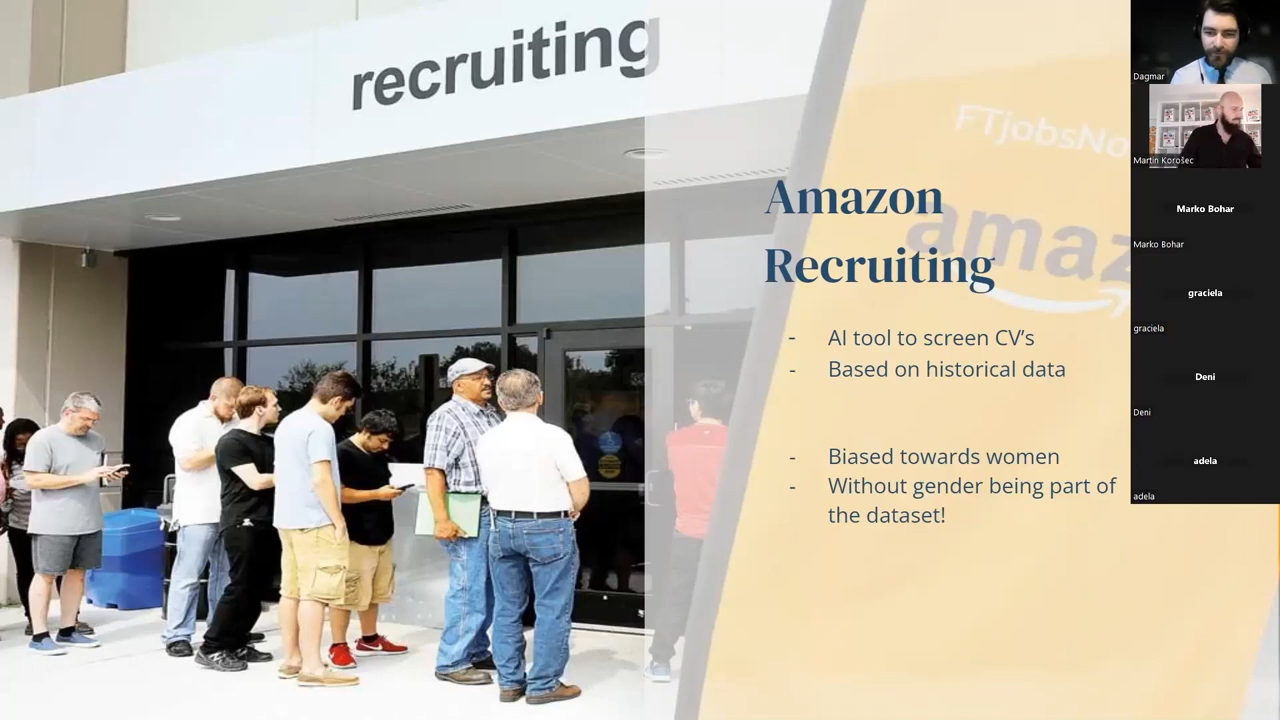 recruiting
FTjobsNo
amaz
Amazon
Recruiting
- AI tool to screen CV's
- Based on historical data
- Biased towards women
- Without gender being part of
the dataset!
Dagmar
Martin Korošec
Marko Bohar
Marko Bohar
graciela
graciela
Deni
Deni
adela
adela